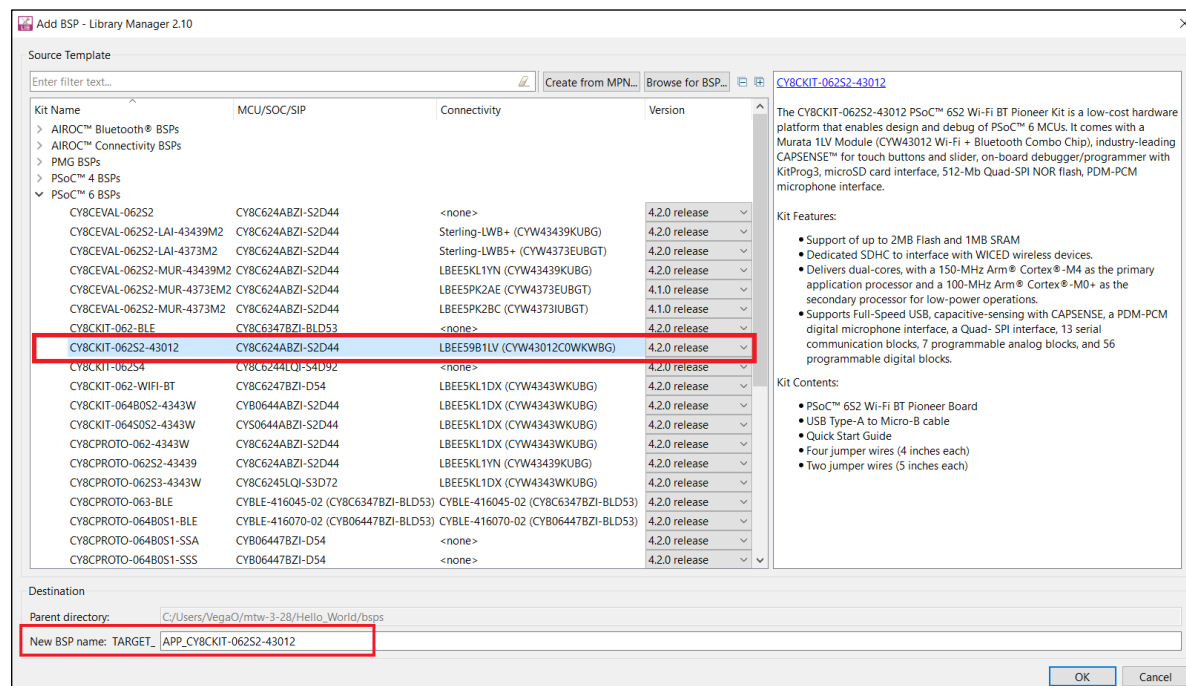 Add BSP - Library Manager 2.10
Source Template
Enter filter text...
Create from MPN... Browse for BSP...
Kit Name MCU/SOC/SIP Connectivity Version
AIROC™ Bluetooth® BSPs
AIROC™ Connectivity BSPs
PMG BSPs
PSoC™ 4 BSPs
PSoC™ 6 BSPs
CY8CEVAL-062S2 CY8C624ABZI-S2D44 <none> 4.2.0 release
CY8CEVAL-062S2-LAI-43439M2 CY8C624ABZI-S2D44 Sterling-LWB+ (CYW43439KUBG) 4.2.0 release
CY8CEVAL-062S2-LAI-4373M2 CY8C624ABZI-S2D44 Sterling-LWB5+ (CYW4373EUBGT) 4.2.0 release
CY8CEVAL-062S2-MUR-43439M2 CY8C624ABZI-S2D44 LBEE5KL1YN (CYW43439KUBG) 4.2.0 release
CY8CEVAL-062S2-MUR-4373EM2 CY8C624ABZI-S2D44 LBEE5PK2AE (CYW4373EUBGT) 4.1.0 release
CY8CEVAL-062S2-MUR-4373M2 CY8C624ABZI-S2D44 LBEE5PK2BC (CYW4373IUBGT) 4.1.0 release
CY8CKIT-062-BLE CY8C6347BZI-BLD53 <none> 4.2.0 release
CY8CKIT-062S2-43012 CY8C624ABZI-S2D44 LBEE59B1LV (CYW43012C0WKWBG) 4.2.0 release
CY8CKIT-062S4 CY8C6244LQI-S4D92 <none> 4.2.0 release
CY8CKIT-062-WIFI-BT CY8C6247BZI-D54 LBEE5KL1DX (CYW4343WKUBG) 4.2.0 release
CY8CKIT-064B0S2-4343W CYB0644ABZI-S2D44 LBEE5KL1DX (CYW4343WKUBG) 4.2.0 release
CY8CKIT-064S0S2-4343W CYS0644ABZI-S2D44 LBEE5KL1DX (CYW4343WKUBG) 4.2.0 release
CY8CPROTO-062-4343W CY8C624ABZI-S2D44 LBEE5KL1DX (CYW4343WKUBG) 4.2.0 release
CY8CPROTO-062S2-43439 CY8C624ABZI-S2D44 LBEE5KL1YN (CYW43439KUBG) 4.2.0 release
CY8CPROTO-062S3-4343W CY8C6245LQI-S3D72 LBEE5KL1DX (CYW4343WKUBG) 4.2.0 release
CY8CPROTO-063-BLE CYBLE-416045-02 (CY8C6347BZI-BLD53) CYBLE-416045-02 (CY8C6347BZI-BLD53) 4.2.0 release
CY8CPROTO-064B0S1-BLE CYBLE-416070-02 (CYB06447BZI-BLD53) CYBLE-416070-02 (CYB06447BZI-BLD53) 4.2.0 release
CY8CPROTO-064B0S1-SSA CYB06447BZI-D54 <none> 4.2.0 release
CY8CPROTO-064B0S1-SSS CYB06447BZI-D54 <none> 4.2.0 release
CY8CKIT-062S2-43012
The CY8CKIT-062S2-43012 PSoC™ 6S2 Wi-Fi BT Pioneer Kit is a low-cost hardware
platform that enables design and debug of PSoC™ 6 MCUs. It comes with a
Murata 1LV Module (CYW43012 Wi-Fi + Bluetooth Combo Chip), industry-leading
CAPSENSE™ for touch buttons and slider, on-board debugger/programmer with
KitProg3, microSD card interface, 512-Mb Quad-SPI NOR flash, PDM-PCM
microphone interface.
Kit Features:
• Support of up to 2MB Flash and 1MB SRAM
• Dedicated SDHC to interface with WICED wireless devices.
• Delivers dual-cores, with a 150-MHz Arm® Cortex®-M4 as the primary
application processor and a 100-MHz Arm® Cortex®-M0+ as the
secondary processor for low-power operations.
• Supports Full-Speed USB, capacitive-sensing with CAPSENSE, a PDM-PCM
digital microphone interface, a Quad- SPI interface, 13 serial
communication blocks, 7 programmable analog blocks, and 56
programmable digital blocks.
Kit Contents:
• PSoC™ 6S2 Wi-Fi BT Pioneer Board
• USB Type-A to Micro-B cable
• Quick Start Guide
• Four jumper wires (4 inches each)
• Two jumper wires (5 inches each)
Destination
Parent directory: C:/Users/VegaO/mtw-3-28/Hello_World/bsps
New BSP name: TARGET_ APP_CY8CKIT-062S2-43012
OK Cancel